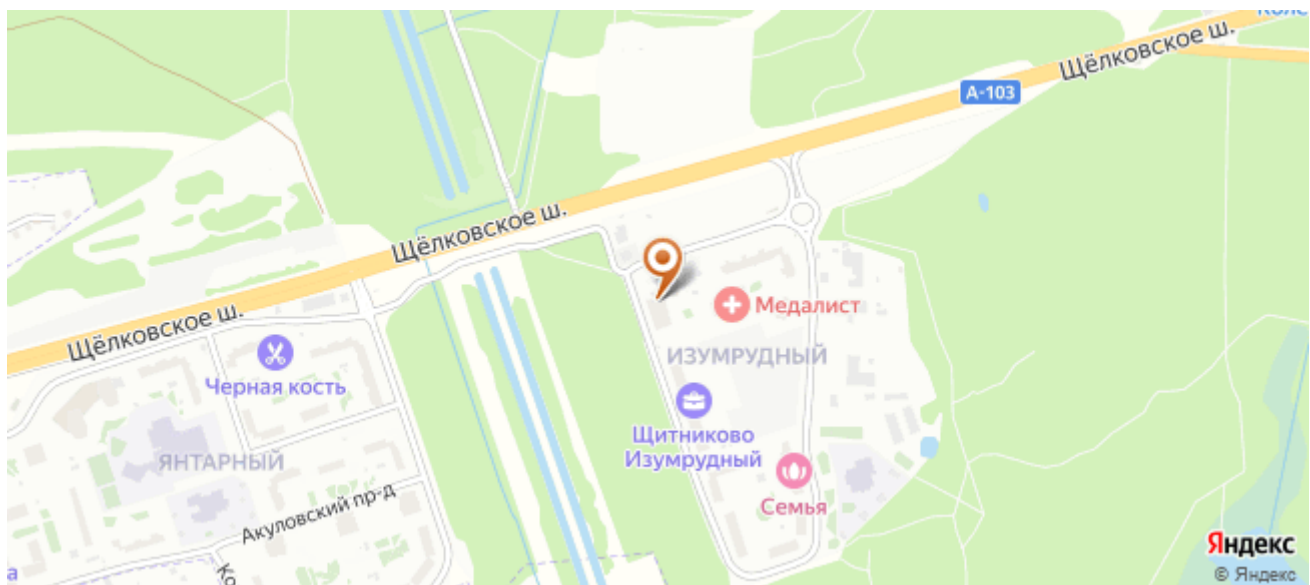 Щёлковское ш.
А-103
Щёлковское ш.
Щёлковское ш.
Медалист
ИЗУМРУДНЫЙ
Черная кость
Щитниково
Изумрудный
ЯНТАРНЫЙ
Семья
Акуловский пр-д
Яндекс
© Яндекс